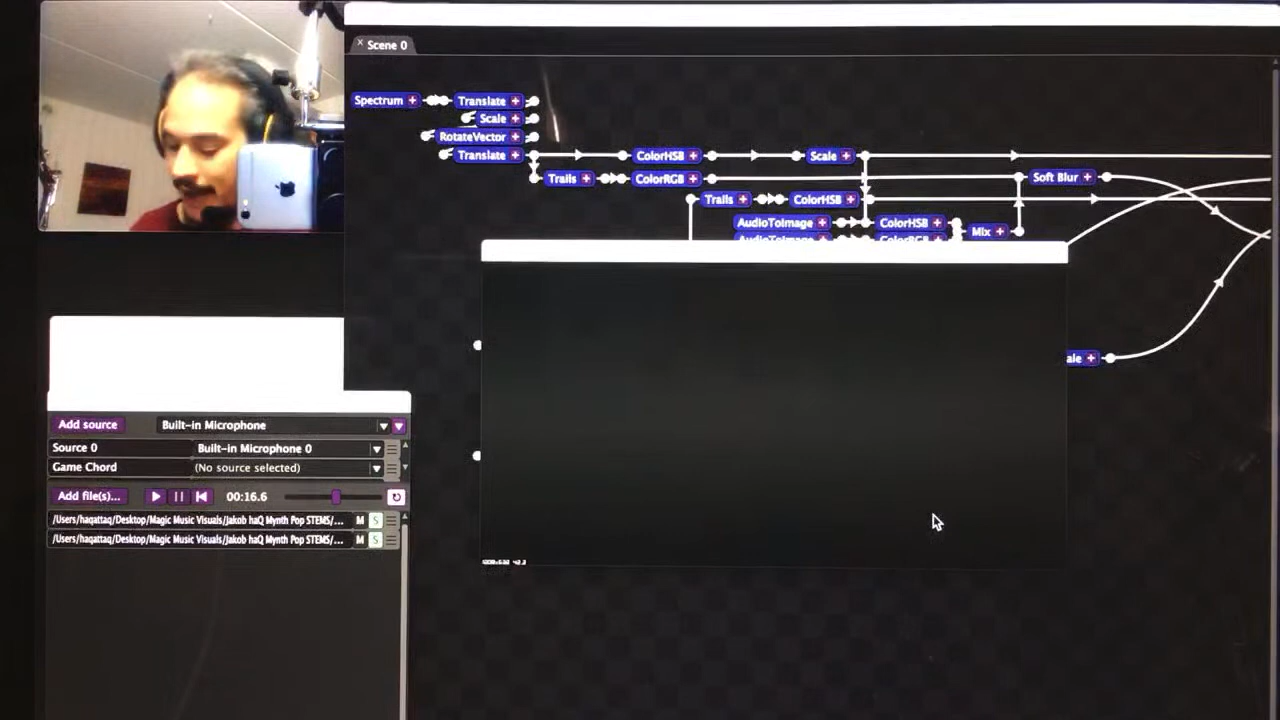 Scene 0
Spectrum
Translate
Scale
RotateVector
Translate
ColorHSB
Scale
Trails
ColorRGB
Soft Blur
Trails
ColorHSB
AudioToImage
ColorHSB
Mix
AudioToImage
ColorRGB
ale
Add source
Built-in Microphone
Source 0
Built-in Microphone 0
Game Chord
(No source selected)
Add file(s)...
00:16.6
/Users/haqattaq/Desktop/Magic Music Visuals/Jakob haQ Mynth Pop STEMS/... M S
/Users/haqattaq/Desktop/Magic Music Visuals/Jakob haQ Mynth Pop STEMS/... M S